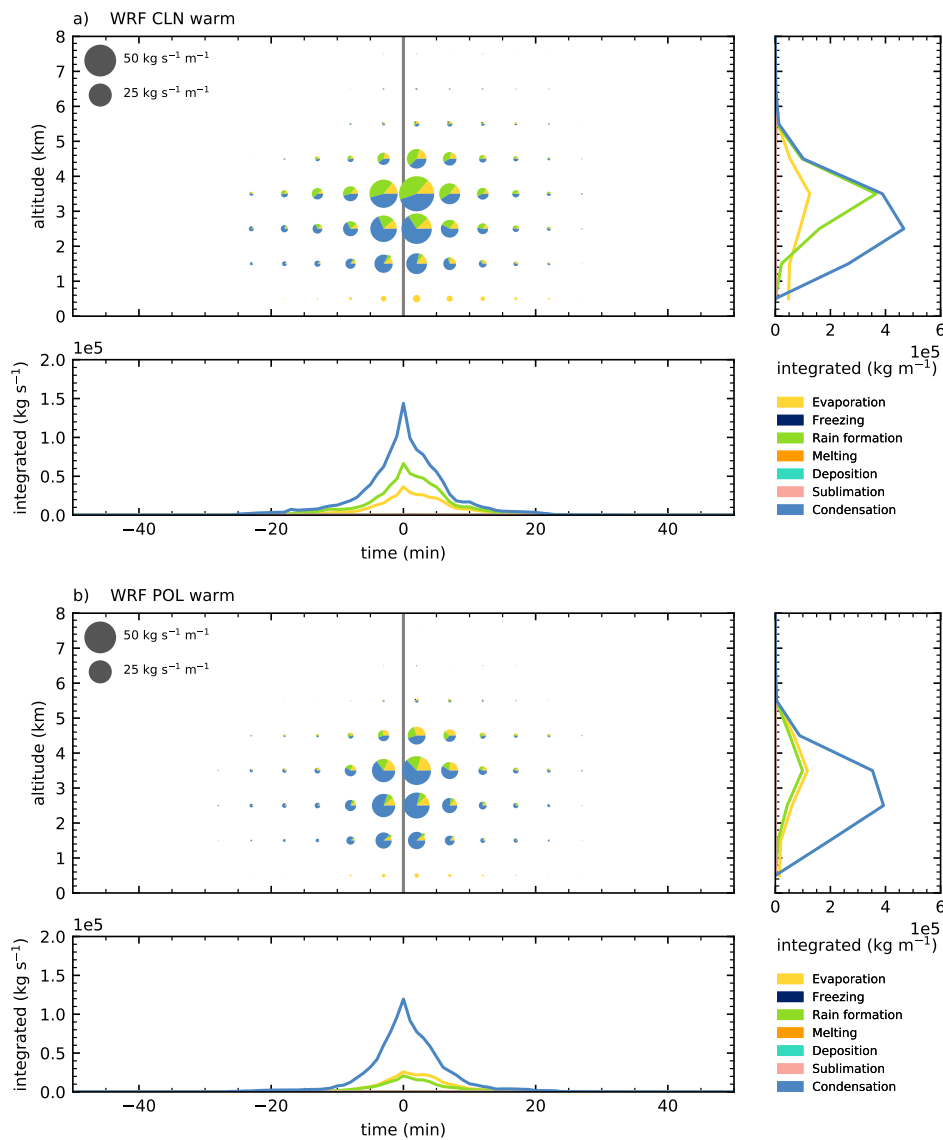 a) WRF CLN warm
8
7
6
5
4
3
2
1
0
altitude (km)
50 kg s⁻¹ m⁻¹
25 kg s⁻¹ m⁻¹
0 2 4 6
1e5
integrated (kg m⁻¹)
1e5
2.0
1.5
1.0
0.5
0.0
integrated (kg s⁻¹)
−40 −20 0 20 40
time (min)
Evaporation
Freezing
Rain formation
Melting
Deposition
Sublimation
Condensation
b) WRF POL warm
8
7
6
5
4
3
2
1
0
altitude (km)
50 kg s⁻¹ m⁻¹
25 kg s⁻¹ m⁻¹
0 2 4 6
1e5
integrated (kg m⁻¹)
1e5
2.0
1.5
1.0
0.5
0.0
integrated (kg s⁻¹)
−40 −20 0 20 40
time (min)
Evaporation
Freezing
Rain formation
Melting
Deposition
Sublimation
Condensation